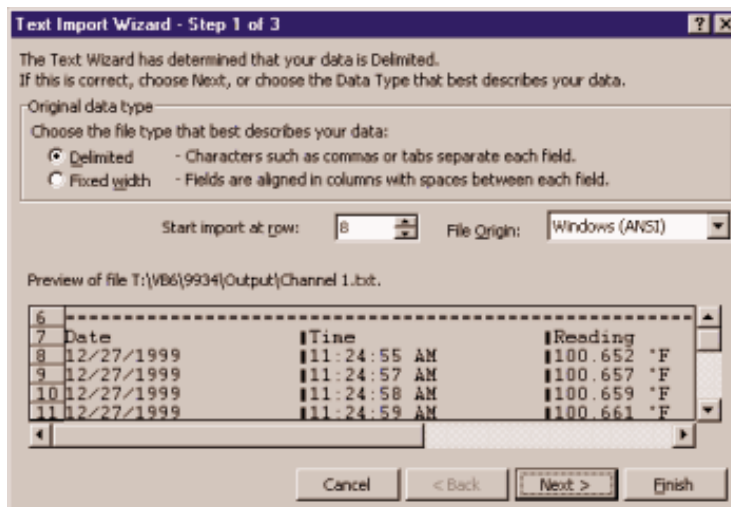 Text Import Wizard - Step 1 of 3
The Text Wizard has determined that your data is Delimited.
If this is correct, choose Next, or choose the Data Type that best describes your data.
Original data type
Choose the file type that best describes your data:
Delimited - Characters such as commas or tabs separate each field.
Fixed width - Fields are aligned in columns with spaces between each field.
Start import at row: 8 File Origin: Windows (ANSI)
Preview of file T:\VB6\9934\Output\Channel 1.txt.
6 ------------------------------------------------------------
7 Date Time Reading
8 12/27/1999 11:24:55 AM 100.652 °F
9 12/27/1999 11:24:57 AM 100.657 °F
10 12/27/1999 11:24:58 AM 100.659 °F
11 12/27/1999 11:24:59 AM 100.661 °F
Cancel < Back Next > Finish